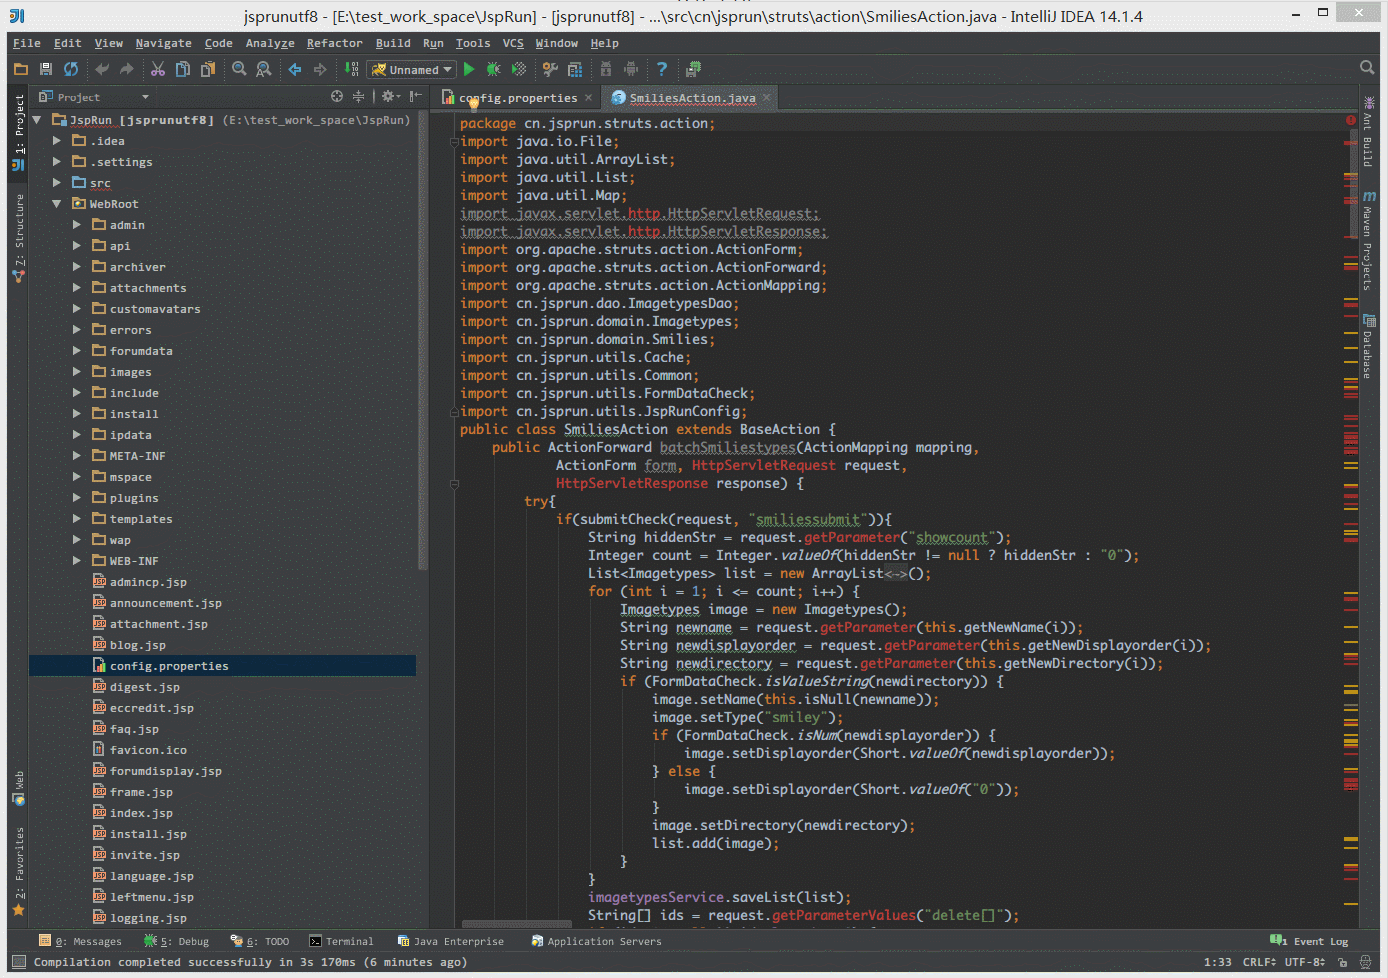 jsprunutf8 - [E:\test_work_space\JspRun] - [jsprunutf8] - ...\src\cn\jsprun\struts\action\SmiliesAction.java - IntelliJ IDEA 14.1.4
File Edit View Navigate Code Analyze Refactor Build Run Tools VCS Window Help
Unnamed
Project
config.properties
SmiliesAction.java
1: Project
7: Structure
Web
2: Favorites
JspRun [jsprunutf8] (E:\test_work_space\JspRun)
.idea
.settings
src
WebRoot
admin
api
archiver
attachments
customavatars
errors
forumdata
images
include
install
ipdata
META-INF
mspace
plugins
templates
wap
WEB-INF
admincp.jsp
announcement.jsp
attachment.jsp
blog.jsp
config.properties
digest.jsp
eccredit.jsp
faq.jsp
favicon.ico
forumdisplay.jsp
frame.jsp
index.jsp
install.jsp
invite.jsp
language.jsp
leftmenu.jsp
logging.jsp
package cn.jsprun.struts.action;
import java.io.File;
import java.util.ArrayList;
import java.util.List;
import java.util.Map;
import javax.servlet.http.HttpServletRequest;
import javax.servlet.http.HttpServletResponse;
import org.apache.struts.action.ActionForm;
import org.apache.struts.action.ActionForward;
import org.apache.struts.action.ActionMapping;
import cn.jsprun.dao.ImagetypesDao;
import cn.jsprun.domain.Imagetypes;
import cn.jsprun.domain.Smilies;
import cn.jsprun.utils.Cache;
import cn.jsprun.utils.Common;
import cn.jsprun.utils.FormDataCheck;
import cn.jsprun.utils.JspRunConfig;
public class SmiliesAction extends BaseAction {
public ActionForward batchSmiliestypes(ActionMapping mapping,
ActionForm form, HttpServletRequest request,
HttpServletResponse response) {
try{
if(submitCheck(request, "smiliessubmit")){
String hiddenStr = request.getParameter("showcount");
Integer count = Integer.valueOf(hiddenStr != null ? hiddenStr : "0");
List<Imagetypes> list = new ArrayList<~>();
for (int i = 1; i <= count; i++) {
Imagetypes image = new Imagetypes();
String newname = request.getParameter(this.getNewName(i));
String newdisplayorder = request.getParameter(this.getNewDisplayorder(i));
String newdirectory = request.getParameter(this.getNewDirectory(i));
if (FormDataCheck.isValueString(newdirectory)) {
image.setName(this.isNull(newname));
image.setType("smiley");
if (FormDataCheck.isNum(newdisplayorder)) {
image.setDisplayorder(Short.valueOf(newdisplayorder));
} else {
image.setDisplayorder(Short.valueOf("0"));
}
image.setDirectory(newdirectory);
list.add(image);
}
}
imagetypesService.saveList(list);
String[] ids = request.getParameterValues("delete[]");
Ant Build
Maven Projects
Database
0: Messages 5: Debug 6: TODO Terminal Java Enterprise Application Servers 1 Event Log
Compilation completed successfully in 3s 170ms (6 minutes ago) 1:33 CRLF UTF-8